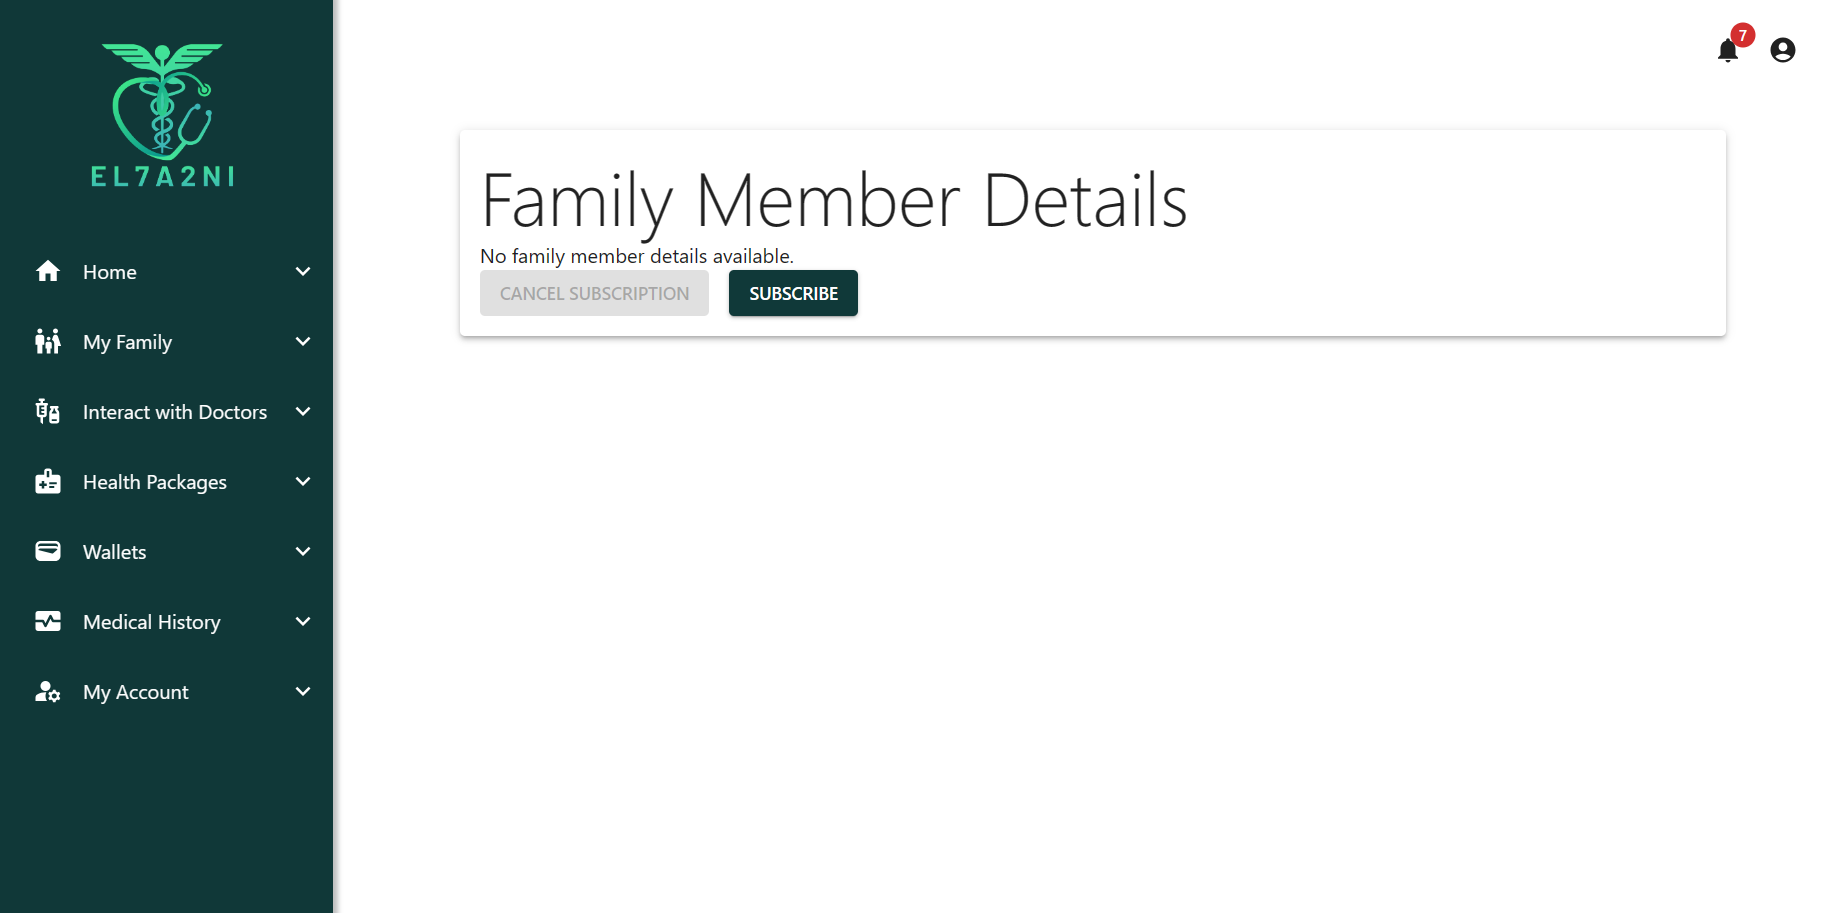 EL7A2NI
Home
My Family
Interact with Doctors
Health Packages
Wallets
Medical History
My Account
7
Family Member Details
No family member details available.
CANCEL SUBSCRIPTION SUBSCRIBE